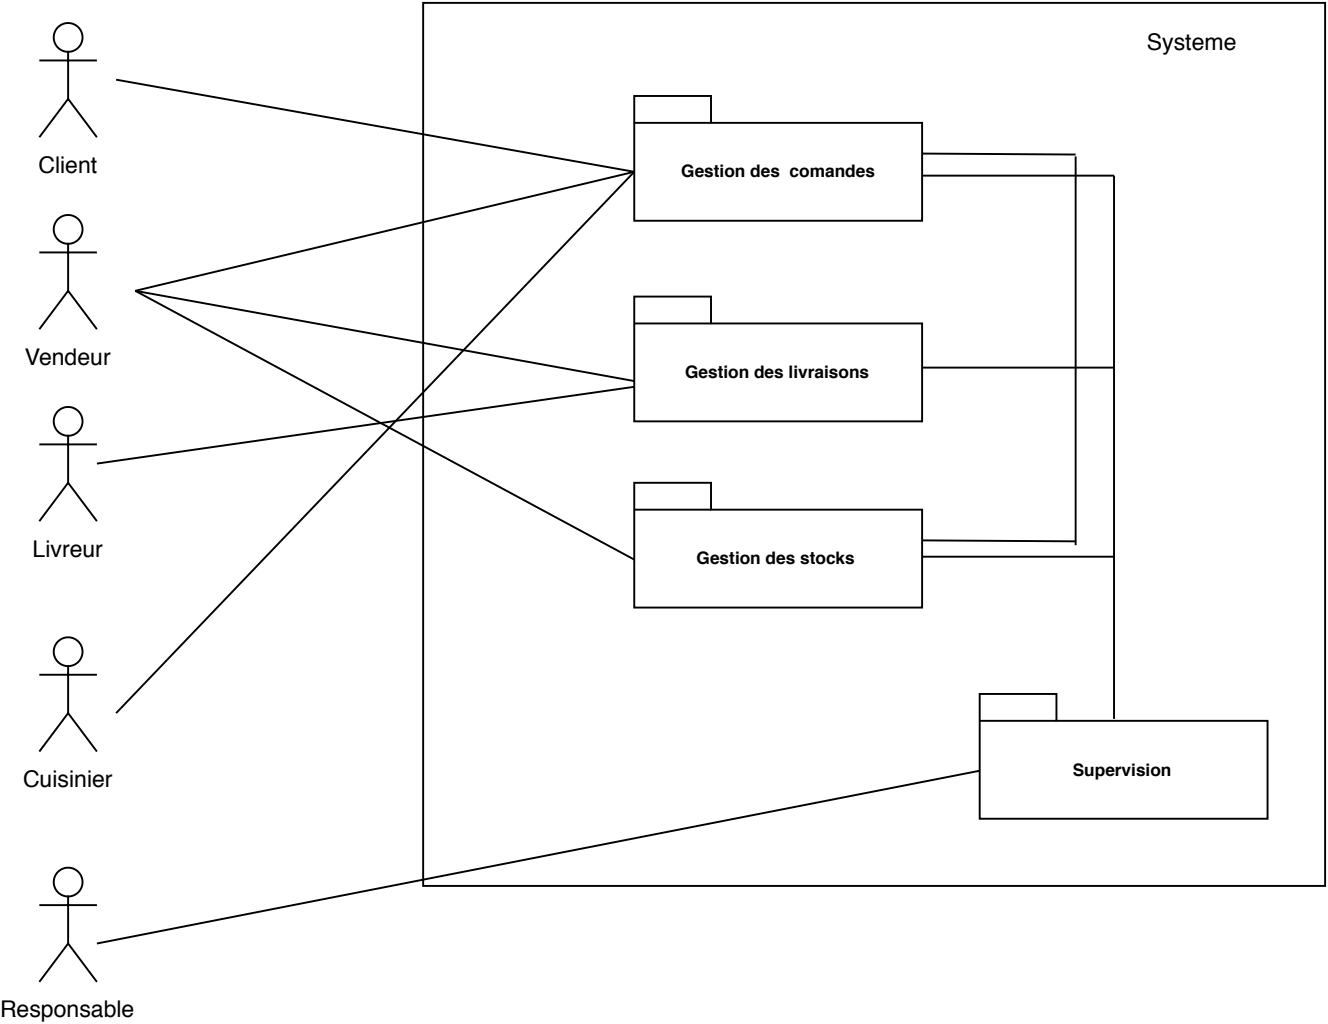 Systeme
Client
Gestion des  comandes
Vendeur
Gestion des livraisons
Livreur
Gestion des stocks
Cuisinier
Supervision
Responsable